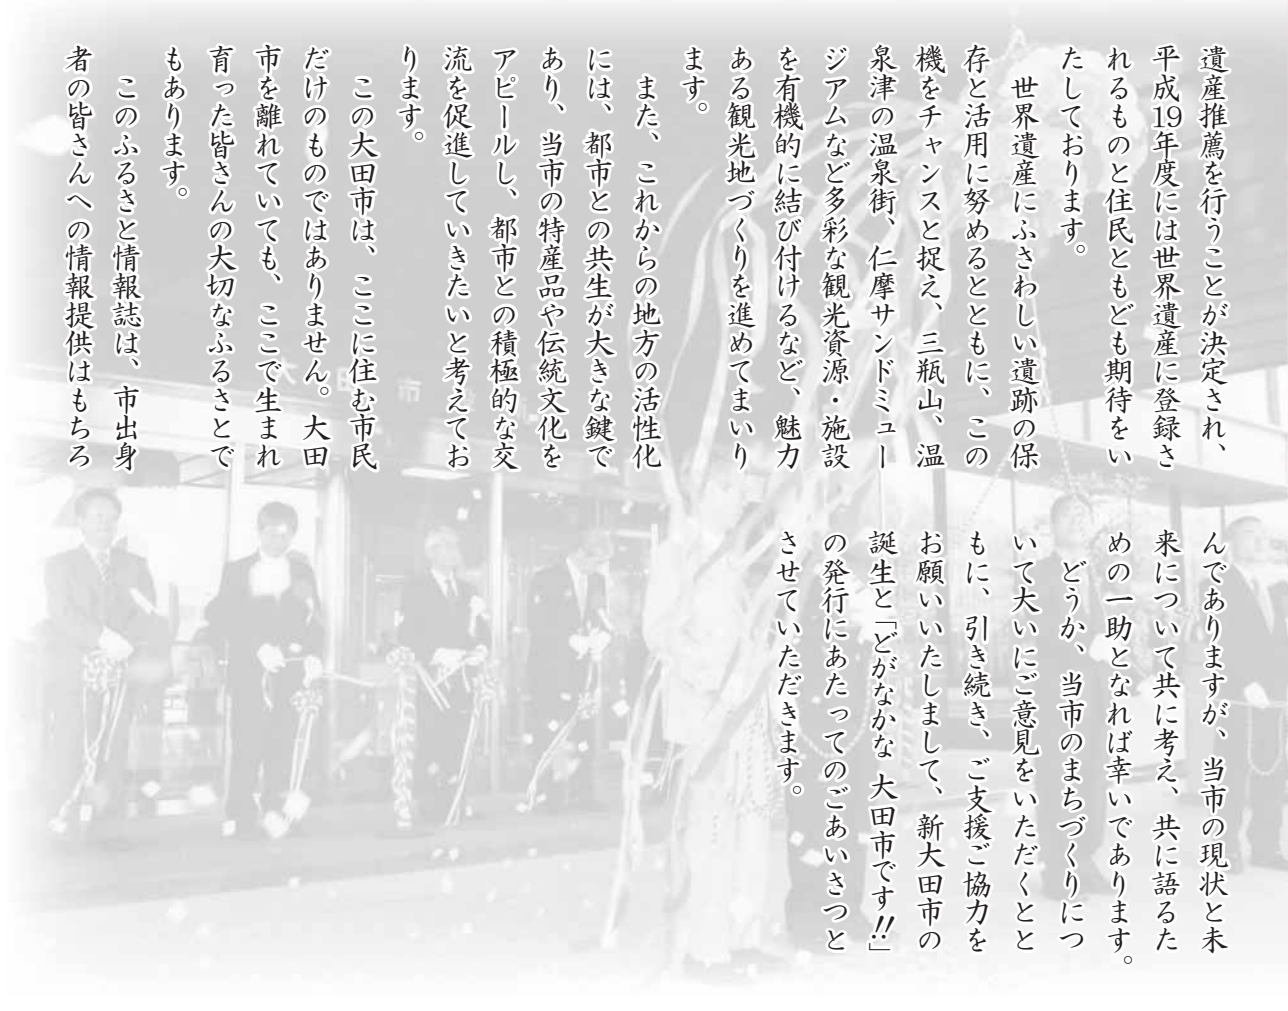 遺産推薦を行うことが決定され、
平成19年度には世界遺産に登録さ
れるものと住民ともども期待をい
たしております。
世界遺産にふさわしい遺跡の保
存と活用に努めるとともに、この
機をチャンスと捉え、三瓶山、温
泉津の温泉街、仁摩サンドミュー
ジアムなど多彩な観光資源・施設
を有機的に結び付けるなど、魅力
ある観光地づくりを進めてまいり
ます。
また、これからの地方の活性化
には、都市との共生が大きな鍵で
あり、当市の特産品や伝統文化を
アピールし、都市との積極的な交
流を促進していきたいと考えてお
ります。
この大田市は、ここに住む市民
だけのものではありません。大田
市を離れていても、ここで生まれ
育った皆さんの大切なふるさとで
もあります。
このふるさと情報誌は、市出身
者の皆さんへの情報提供はもちろ
んでありますが、当市の現状と未
来について共に考え、共に語るた
めの一助となれば幸いであります。
どうか、当市のまちづくりにつ
いて大いにご意見をいただくとと
もに、引き続き、ご支援ご協力を
お願いいたしまして、新大田市の
誕生と「どがなかな 大田市です!!」
の発行にあたってのごあいさつと
させていただきます。
大田市